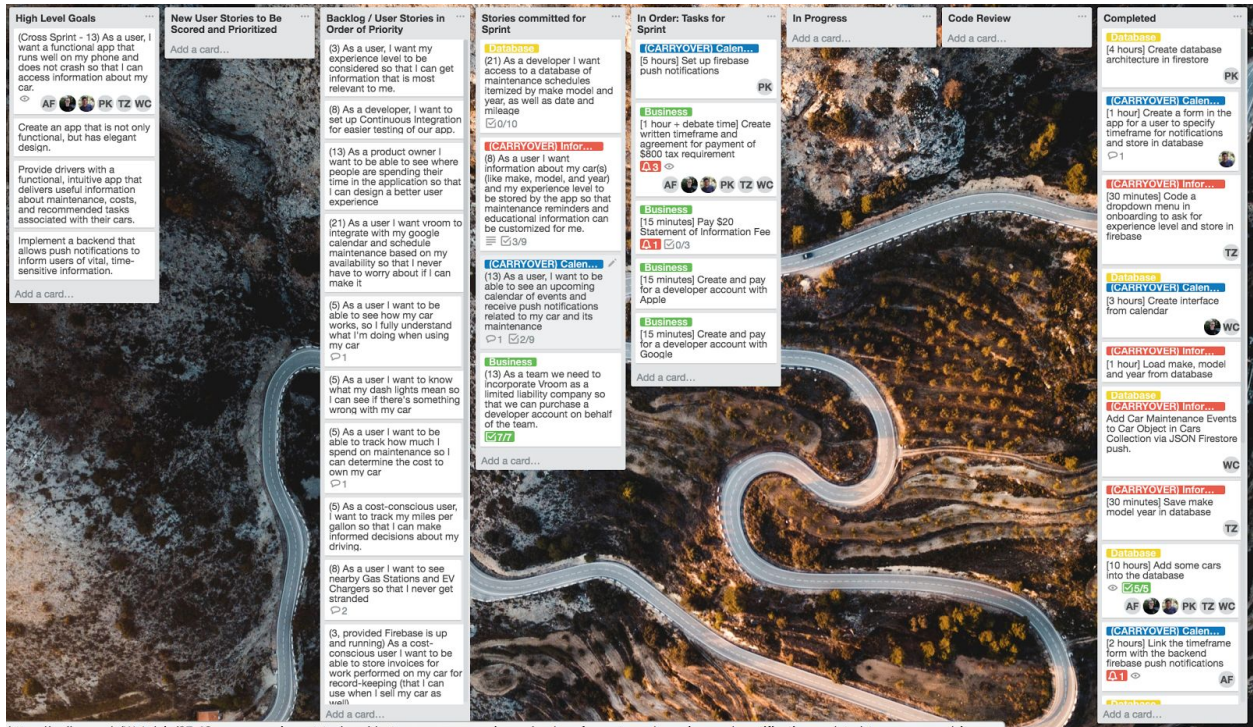 High Level Goals
(Cross Sprint - 13) As a user, I
want a functional app that
runs well on my phone and
does not crash so that I can
access information about my
car.
AF PK TZ WC
Create an app that is not only
functional, but has elegant
design.
Provide drivers with a
functional, intuitive app that
delivers useful information
about maintenance, costs,
and recommended tasks
associated with their cars.
Implement a backend that
allows push notifications to
inform users of vital, time-
sensitive information.
Add a card...
New User Stories to Be
Scored and Prioritized
Add a card...
Backlog / User Stories in
Order of Priority
(3) As a user, I want my
experience level to be
considered so that I can get
information that is most
relevant to me.
(8) As a developer, I want to
set up Continuous Integration
for easier testing of our app.
(13) As a product owner I
want to be able to see where
people are spending their
time in the application so that
I can design a better user
experience
(21) As a user I want vroom to
integrate with my google
calendar and schedule
maintenance based on my
availability so that I never
have to worry about if I can
make it
(5) As a user I want to be
able to see how my car
works, so I fully understand
what I'm doing when using
my car
1
(5) As a user I want to know
what my dash lights mean so
I can see if there's something
wrong with my car
(5) As a user I want to be
able to track how much I
spend on maintenance so I
can determine the cost to
own my car
1
(5) As a cost-conscious user,
I want to track my miles per
gallon so that I can make
informed decisions about my
driving.
(8) As a user I want to see
nearby Gas Stations and EV
Chargers so that I never get
stranded
2
(3, provided Firebase is up
and running) As a cost-
conscious user I want to be
able to store invoices for
work performed on my car for
record-keeping (that I can
use when I sell my car as
well)
Add a card...
Stories committed for
Sprint
Database
(21) As a developer I want
access to a database of
maintenance schedules
itemized by make model and
year, as well as date and
mileage
0/10
(CARRYOVER) Infor...
(8) As a user I want
information about my car(s)
(like make, model, and year)
and my experience level to
be stored by the app so that
maintenance reminders and
educational information can
be customized for me.
3/9
(CARRYOVER) Calen...
(13) As a user, I want to be
able to see an upcoming
calendar of events and
receive push notifications
related to my car and its
maintenance
1 2/9
Business
(13) As a team we need to
incorporate Vroom as a
limited liability company so
that we can purchase a
developer account on behalf
of the team.
7/7
Add a card...
In Order: Tasks for
Sprint
(CARRYOVER) Calen...
[5 hours] Set up firebase
push notifications
PK
Business
[1 hour + debate time] Create
written timeframe and
agreement for payment of
$800 tax requirement
3
AF PK TZ WC
Business
[15 minutes] Pay $20
Statement of Information Fee
1 0/3
Business
[15 minutes] Create and pay
for a developer account with
Apple
Business
[15 minutes] Create and pay
for a developer account with
Google
Add a card...
In Progress
Add a card...
Code Review
Add a card...
Completed
Database
[4 hours] Create database
architecture in firestore
PK
(CARRYOVER) Calen...
[1 hour] Create a form in the
app for a user to specify
timeframe for notifications
and store in database
1
(CARRYOVER) Infor...
[30 minutes] Code a
dropdown menu in
onboarding to ask for
experience level and store in
firebase
TZ
Database
(CARRYOVER) Calen...
[3 hours] Create interface
from calendar
WC
(CARRYOVER) Infor...
[1 hour] Load make, model
and year from database
Database
(CARRYOVER) Infor...
Add Car Maintenance Events
to Car Object in Cars
Collection via JSON Firestore
push.
WC
(CARRYOVER) Infor...
[30 minutes] Save make
model year in database
TZ
Database
[10 hours] Add some cars
into the database
5/5
AF PK TZ WC
(CARRYOVER) Calen...
[2 hours] Link the timeframe
form with the backend
firebase push notifications
1
AF
Database
Add a card...